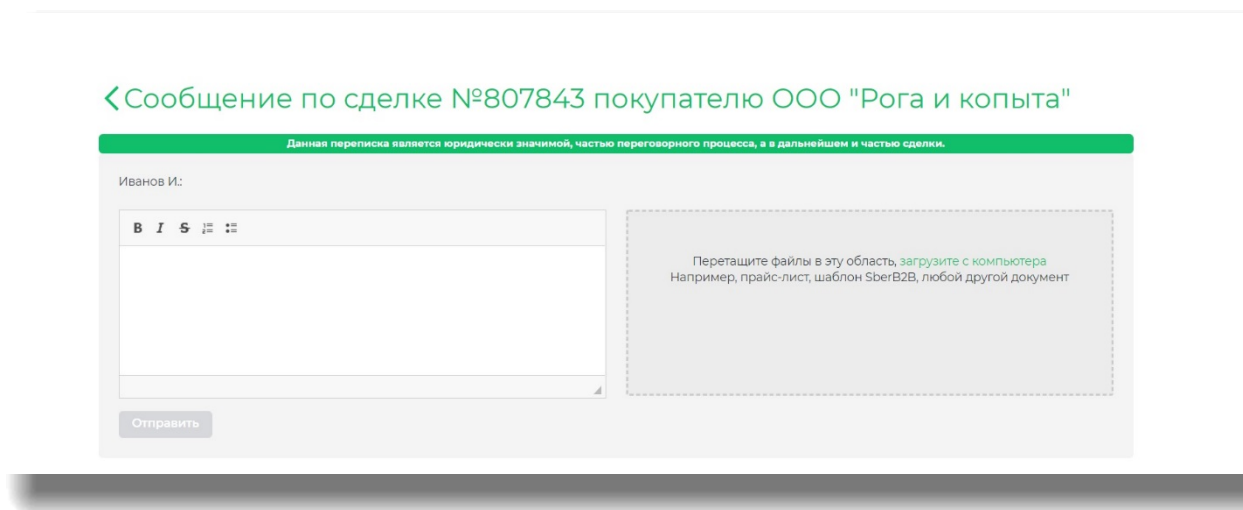 Сообщение по сделке №807843 покупателю ООО "Рога и копыта"
Данная переписка является юридически значимой, частью переговорного процесса, а в дальнейшем и частью сделки.
Иванов И.:
B I S
Перетащите файлы в эту область, загрузите с компьютера
Например, прайс-лист, шаблон SberB2B, любой другой документ
Отправить